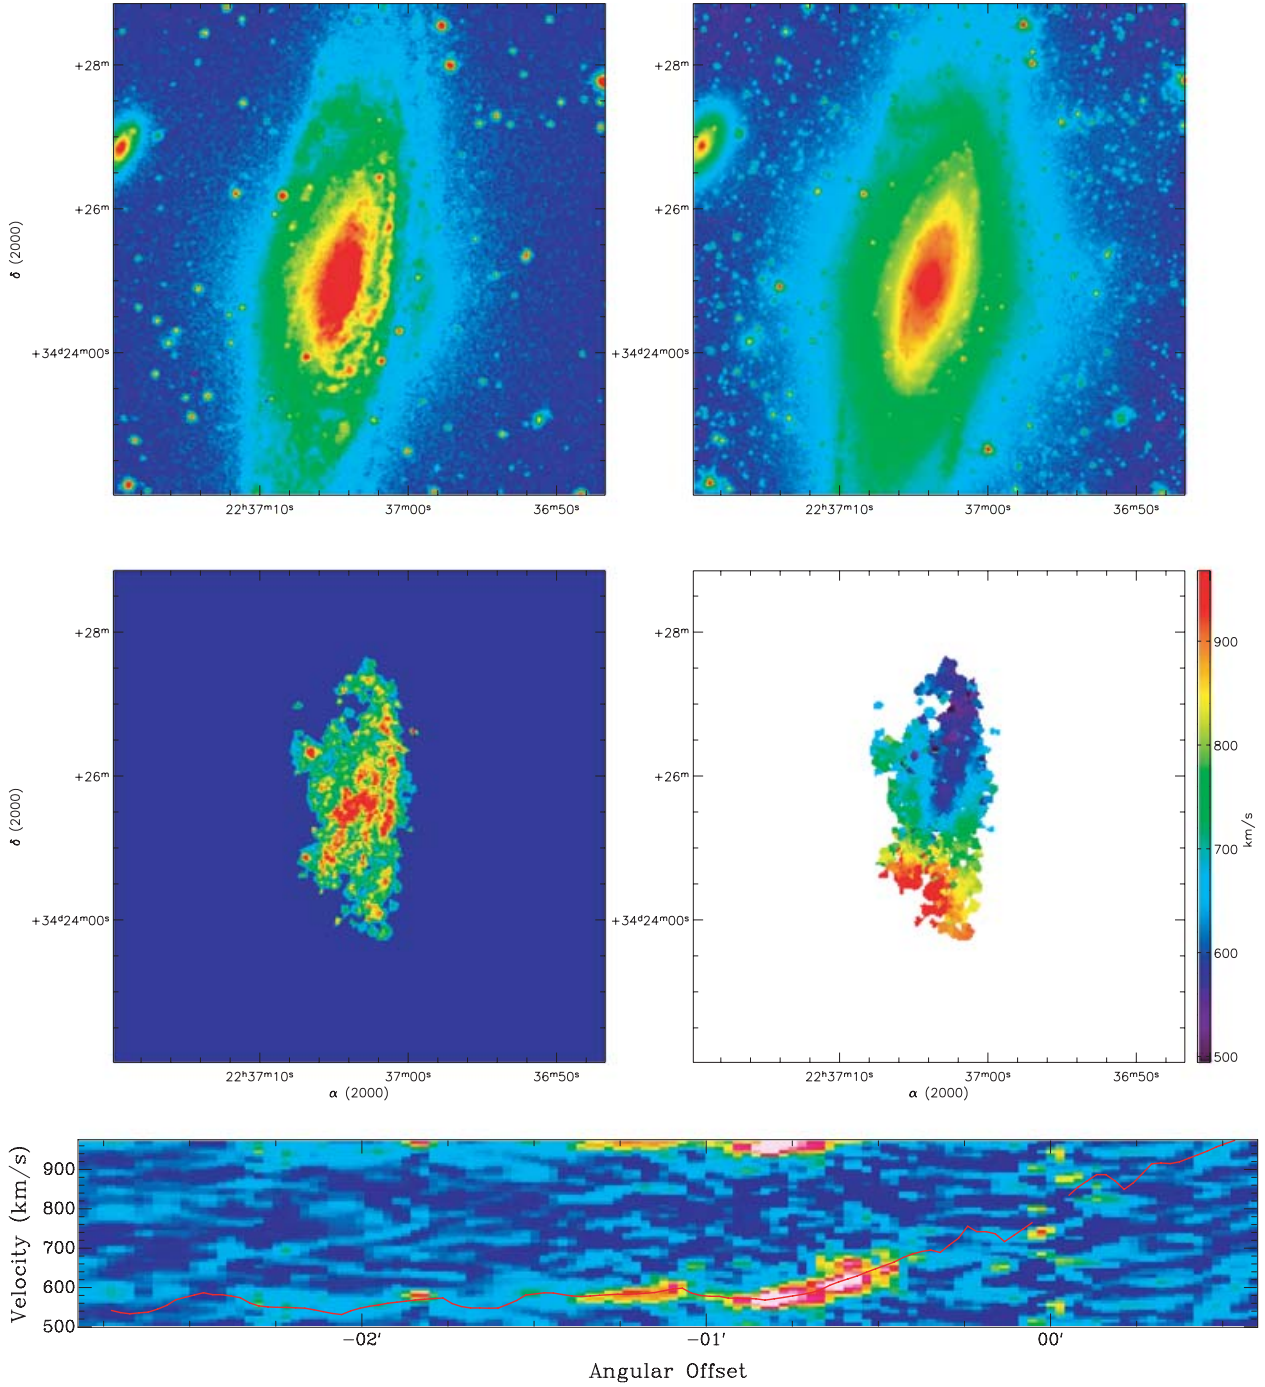 +28ᵐ
+26ᵐ
+34ᵈ24ᵐ00ˢ
δ (2000)
22ʰ37ᵐ10ˢ 37ᵐ00ˢ 36ᵐ50ˢ
+28ᵐ
+26ᵐ
+34ᵈ24ᵐ00ˢ
22ʰ37ᵐ10ˢ 37ᵐ00ˢ 36ᵐ50ˢ
+28ᵐ
+26ᵐ
+34ᵈ24ᵐ00ˢ
δ (2000)
22ʰ37ᵐ10ˢ 37ᵐ00ˢ 36ᵐ50ˢ
α (2000)
+28ᵐ
+26ᵐ
+34ᵈ24ᵐ00ˢ
22ʰ37ᵐ10ˢ 37ᵐ00ˢ 36ᵐ50ˢ
α (2000)
900
800
700
600
500
km/s
Velocity (km/s)
900
800
700
600
500
−02' −01' 00'
Angular Offset